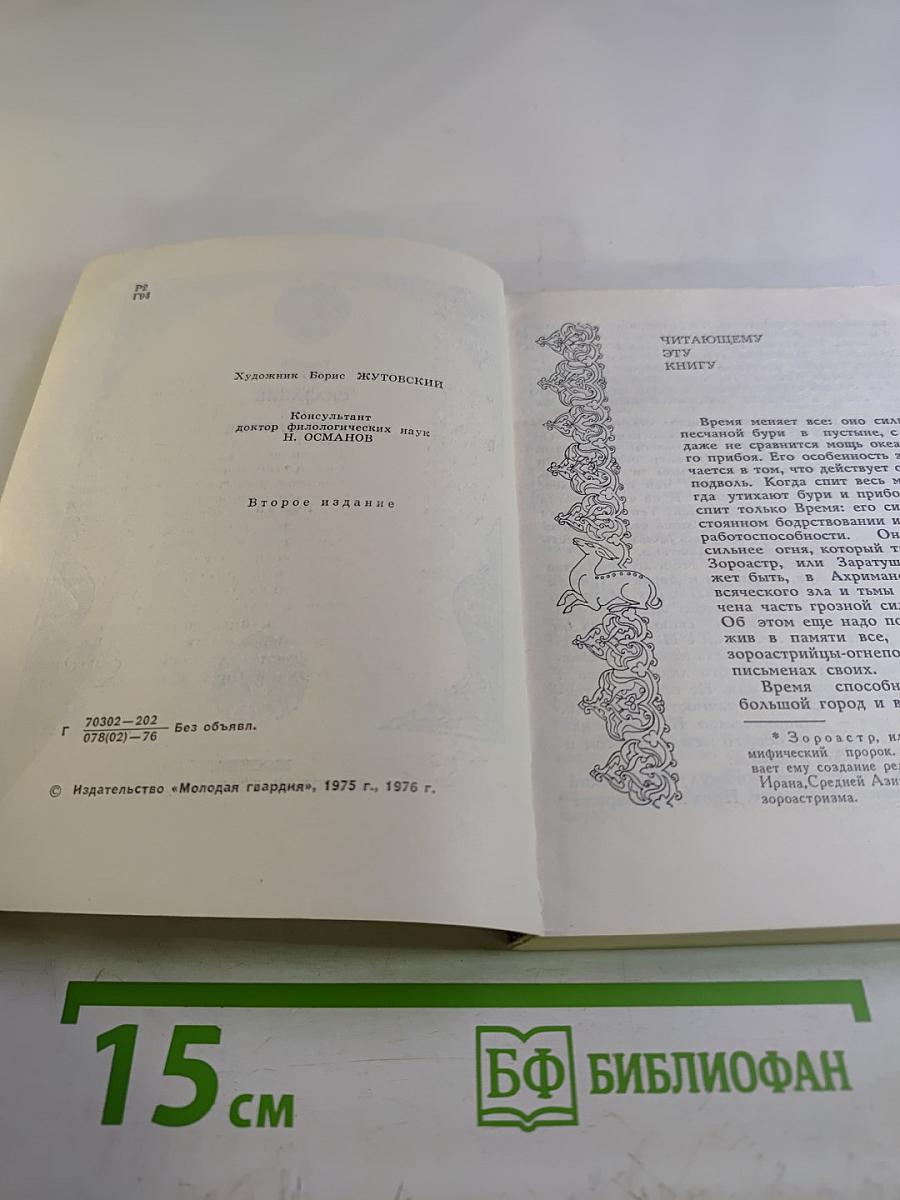 Р2
Г94
Художник Борис ЖУТОВСКИЙ
Консультант
доктор филологических наук
Н. ОСМАНОВ
Второе издание
Г 70302—202
078(02)—76 Без объявл.
© Издательство «Молодая гвардия», 1975 г., 1976 г.
ЧИТАЮЩЕМУ
ЭТУ
КНИГУ
Время меняет все: оно силь
песчаной бури в пустыне, с
даже не сравнится мощь океа
го прибоя. Его особенность з
чается в том, что действует с
подволь. Когда спит весь м
гда утихают бури и прибо
спит только Время: его си
стоянном бодрствовании и
работоспособности. Он
сильнее огня, который т
Зороастр, или Заратуш
жет быть, в Ахриман
всяческого зла и тьмы
чена часть грозной сил
Об этом еще надо по
жив в памяти все,
зороастрийцы-огнепо
письменах своих.
Время способн
большой город и в
* Зороастр, ил
мифический пророк.
вает ему создание рел
Ирана, Средней Ази
зороастризма.
15 см
БФ БИБЛИОФАН